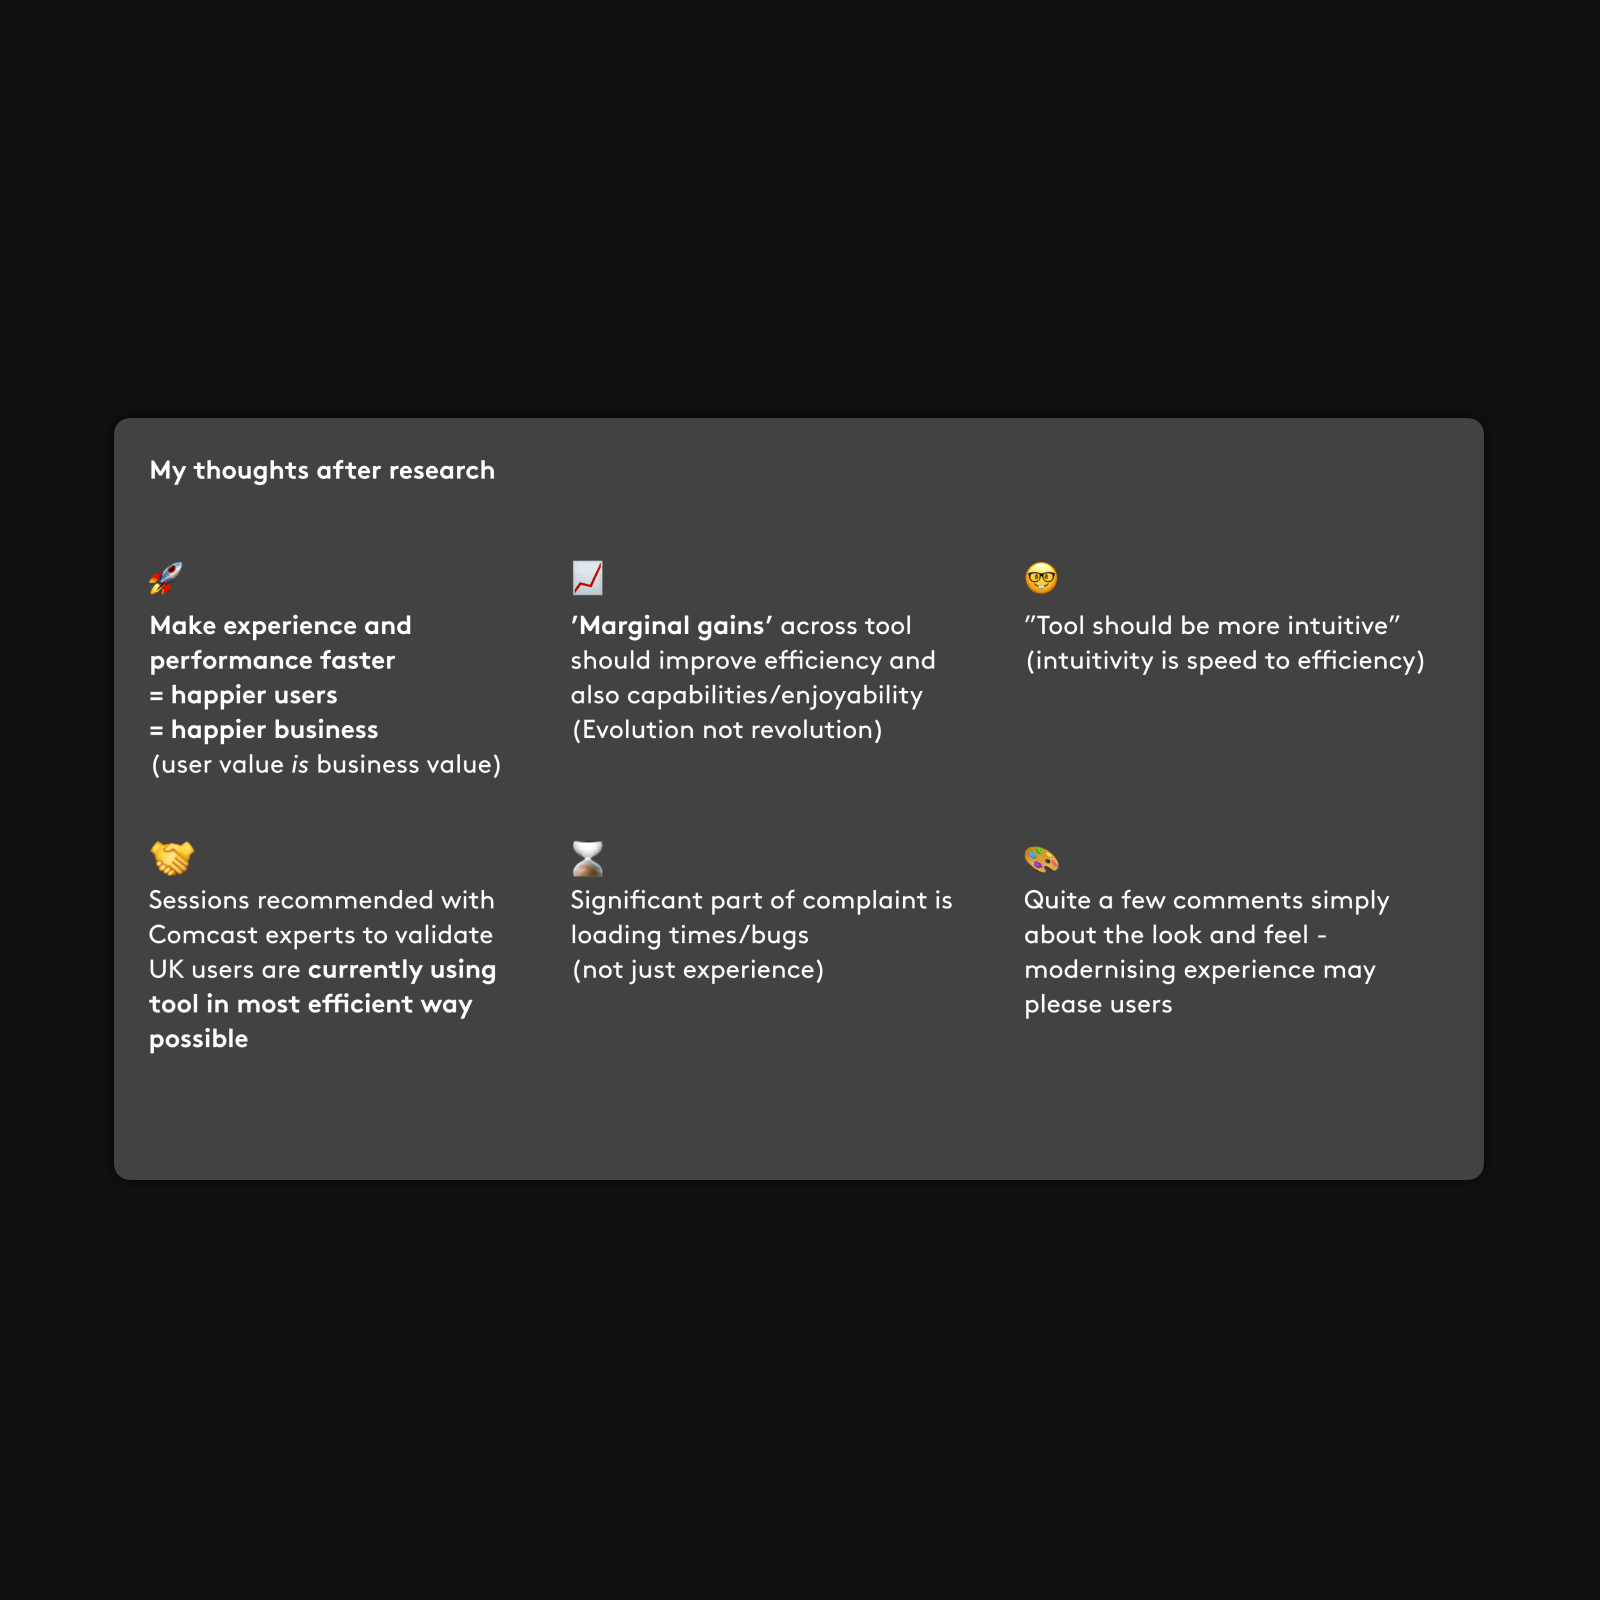 My thoughts after research
Make experience and
performance faster
= happier users
= happier business
(user value is business value)
’Marginal gains’ across tool
should improve efficiency and
also capabilities/enjoyability
(Evolution not revolution)
”Tool should be more intuitive”
(intuitivity is speed to efficiency)
Sessions recommended with
Comcast experts to validate
UK users are currently using
tool in most efficient way
possible
Significant part of complaint is
loading times/bugs
(not just experience)
Quite a few comments simply
about the look and feel -
modernising experience may
please users